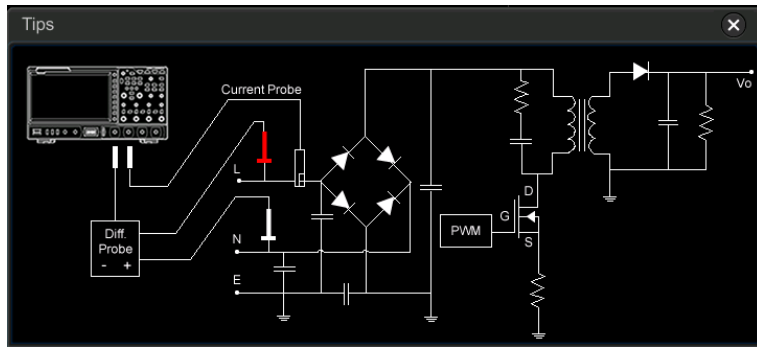 Tips
Current Probe
Vo
L
D
G
PWM
S
N
Diff.
Probe
- +
E